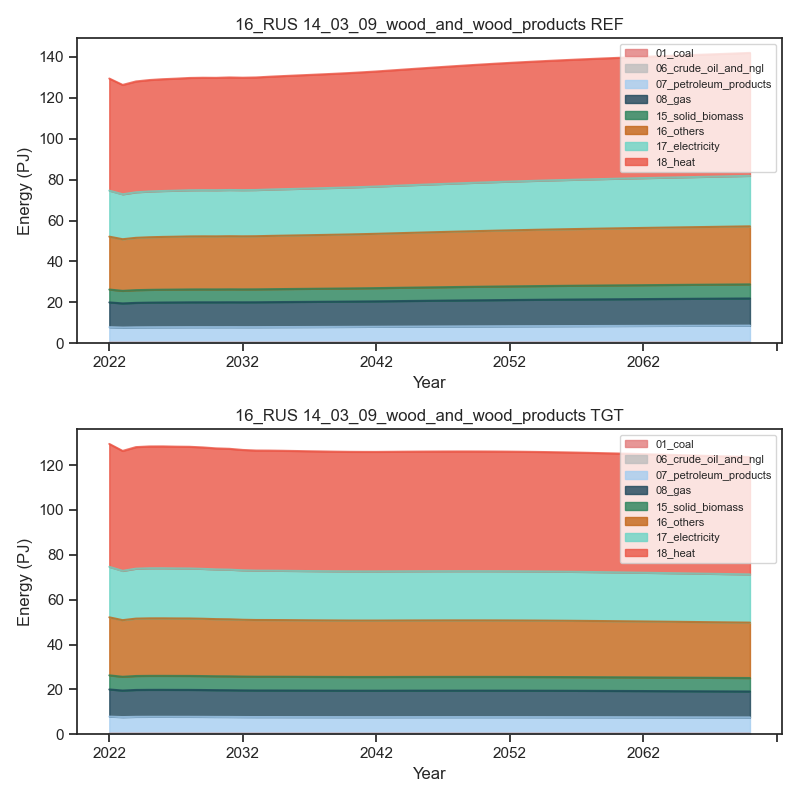 16_RUS 14_03_09_wood_and_wood_products REF
140
120
100
80
60
40
20
0
Energy (PJ)
01_coal
06_crude_oil_and_ngl
07_petroleum_products
08_gas
15_solid_biomass
16_others
17_electricity
18_heat
2022 2032 2042 2052 2062
Year
16_RUS 14_03_09_wood_and_wood_products TGT
120
100
80
60
40
20
0
Energy (PJ)
01_coal
06_crude_oil_and_ngl
07_petroleum_products
08_gas
15_solid_biomass
16_others
17_electricity
18_heat
2022 2032 2042 2052 2062
Year